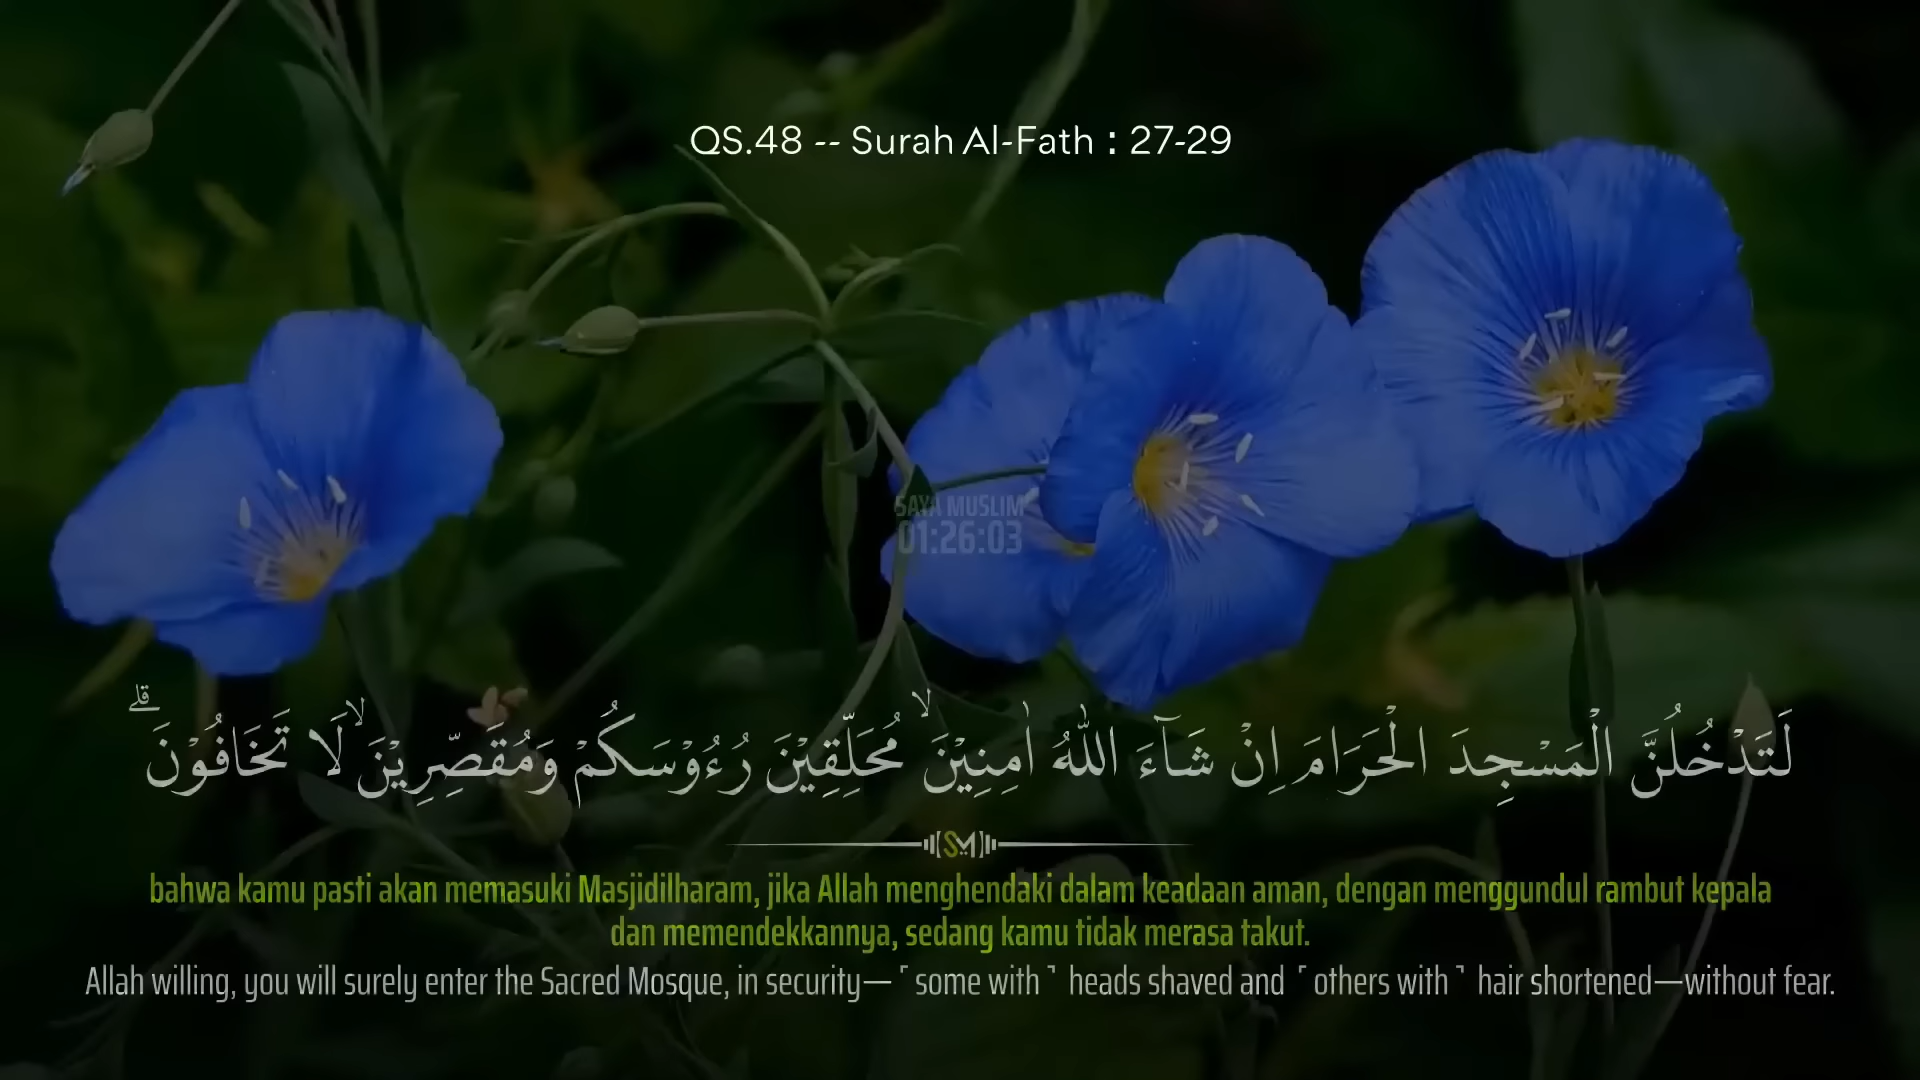 QS.48 -- Surah Al-Fath : 27-29
SAYA MUSLIM
01:26:03
لَتَدْخُلُنَّ الْمَسْجِدَ الْحَرَامَ اِنْ شَاۤءَ اللّٰهُ اٰمِنِيْنَۙ مُحَلِّقِيْنَ رُءُوْسَكُمْ وَمُقَصِّرِيْنَۙ لَا تَخَافُوْنَ ۗ
SM
bahwa kamu pasti akan memasuki Masjidilharam, jika Allah menghendaki dalam keadaan aman, dengan menggundul rambut kepala
dan memendekkannya, sedang kamu tidak merasa takut.
Allah willing, you will surely enter the Sacred Mosque, in security—˹some with˺ heads shaved and ˹others with˺ hair shortened—without fear.